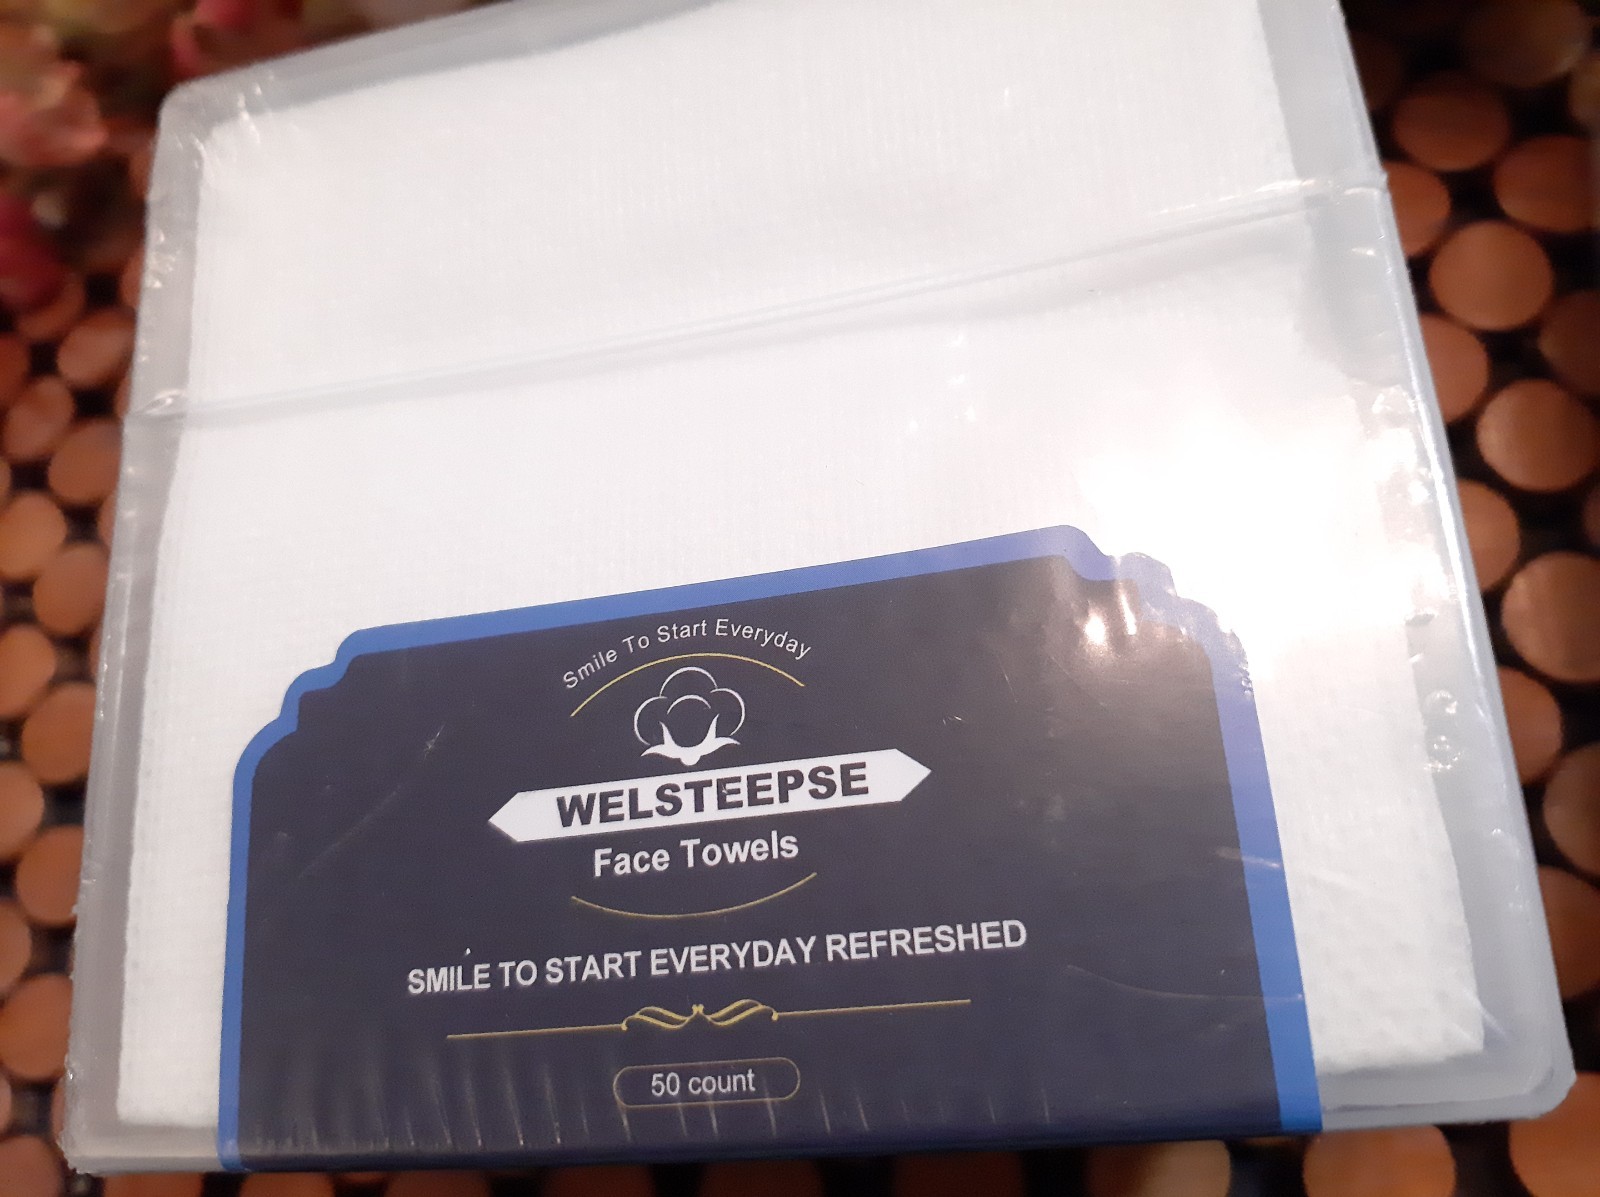 Smile To Start Everyday
WELSTEEPSE
Face Towels
SMILE TO START EVERYDAY REFRESHED
50 count